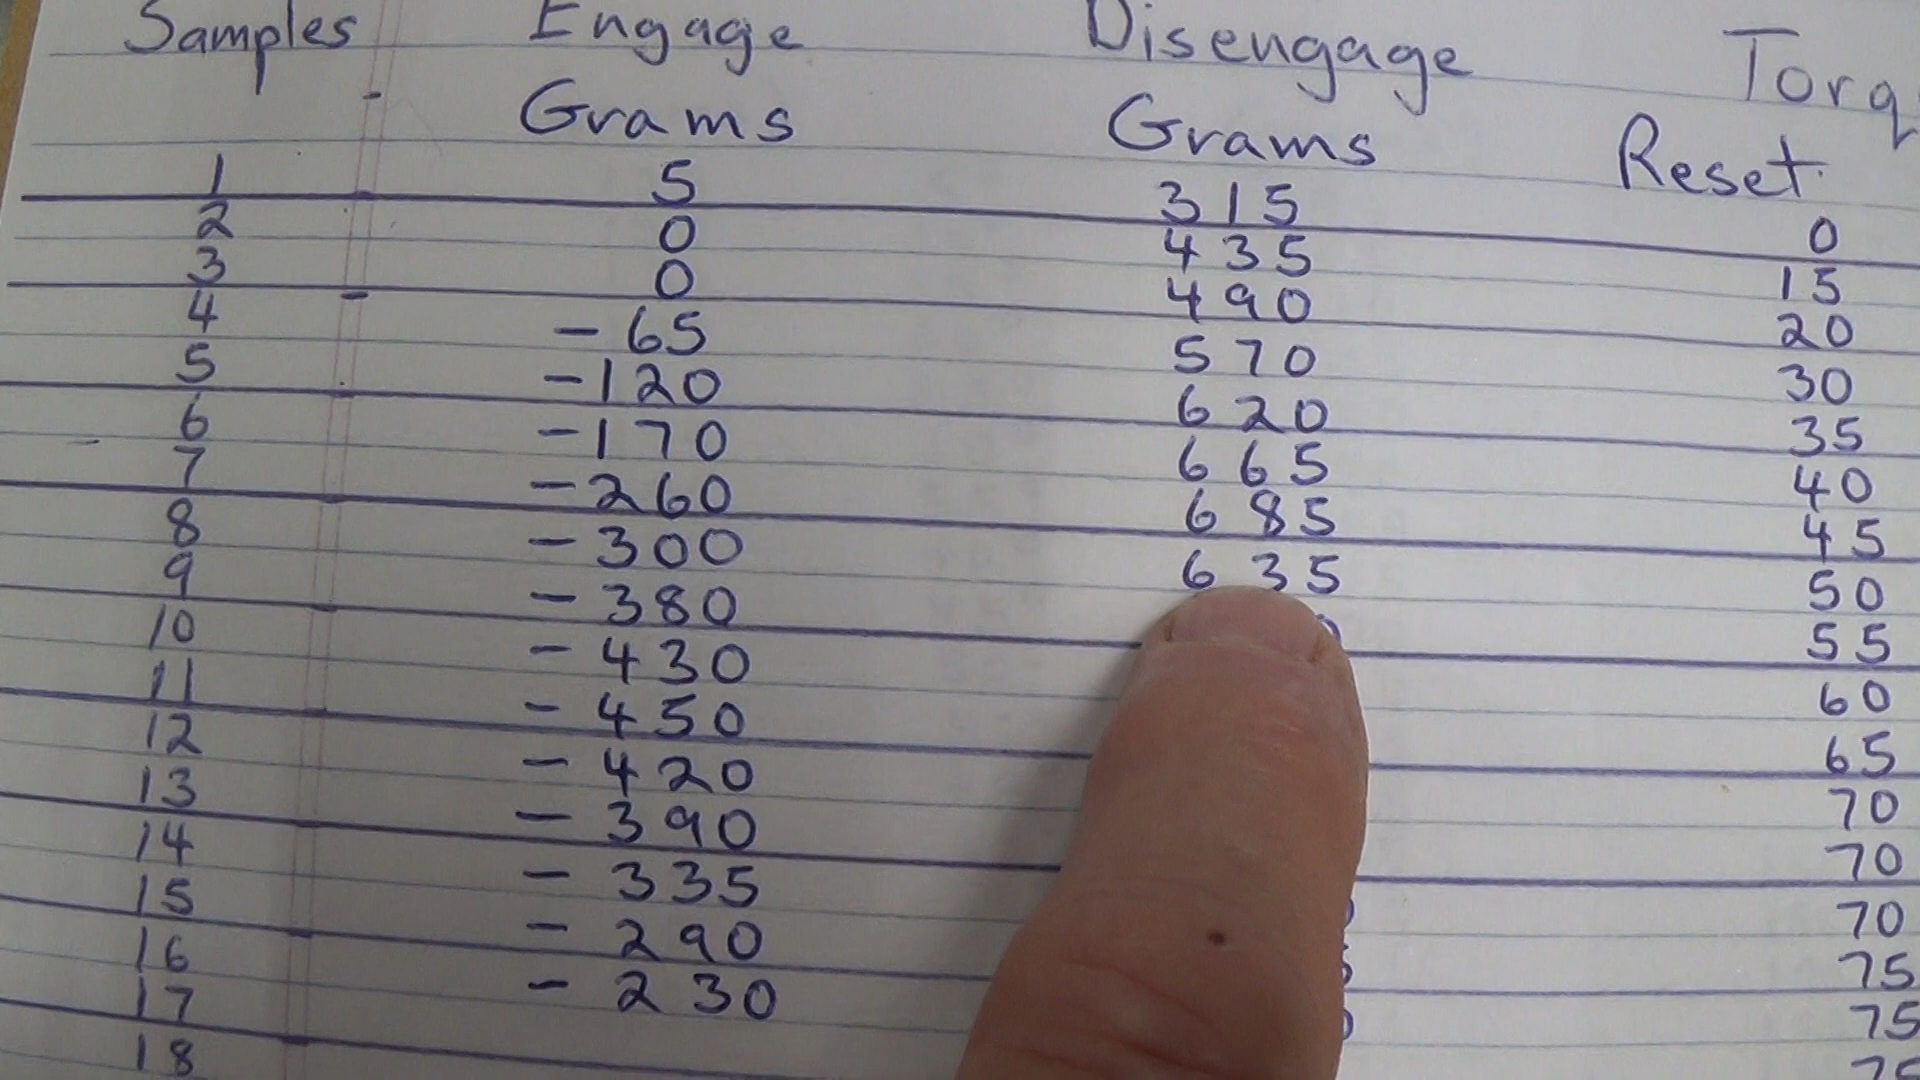 Samples Engage Disengage
Grams Grams Reset
1 5 315 0
2 0 435 15
3 0 490 20
4 -65 570 30
5 -120 620 35
6 -170 665 40
7 -260 685 45
8 -300 635 50
9 -380 55
10 -430 60
11 -450 65
12 -420 70
13 -390 70
14 -335 70
15 -290 75
16 -230 75
17
18